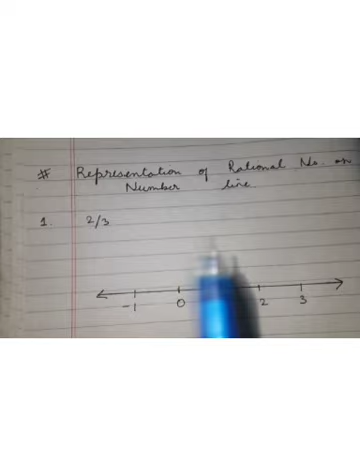 # Representation of Rational No. on
Number line
1. 2/3
-1 0 2 3